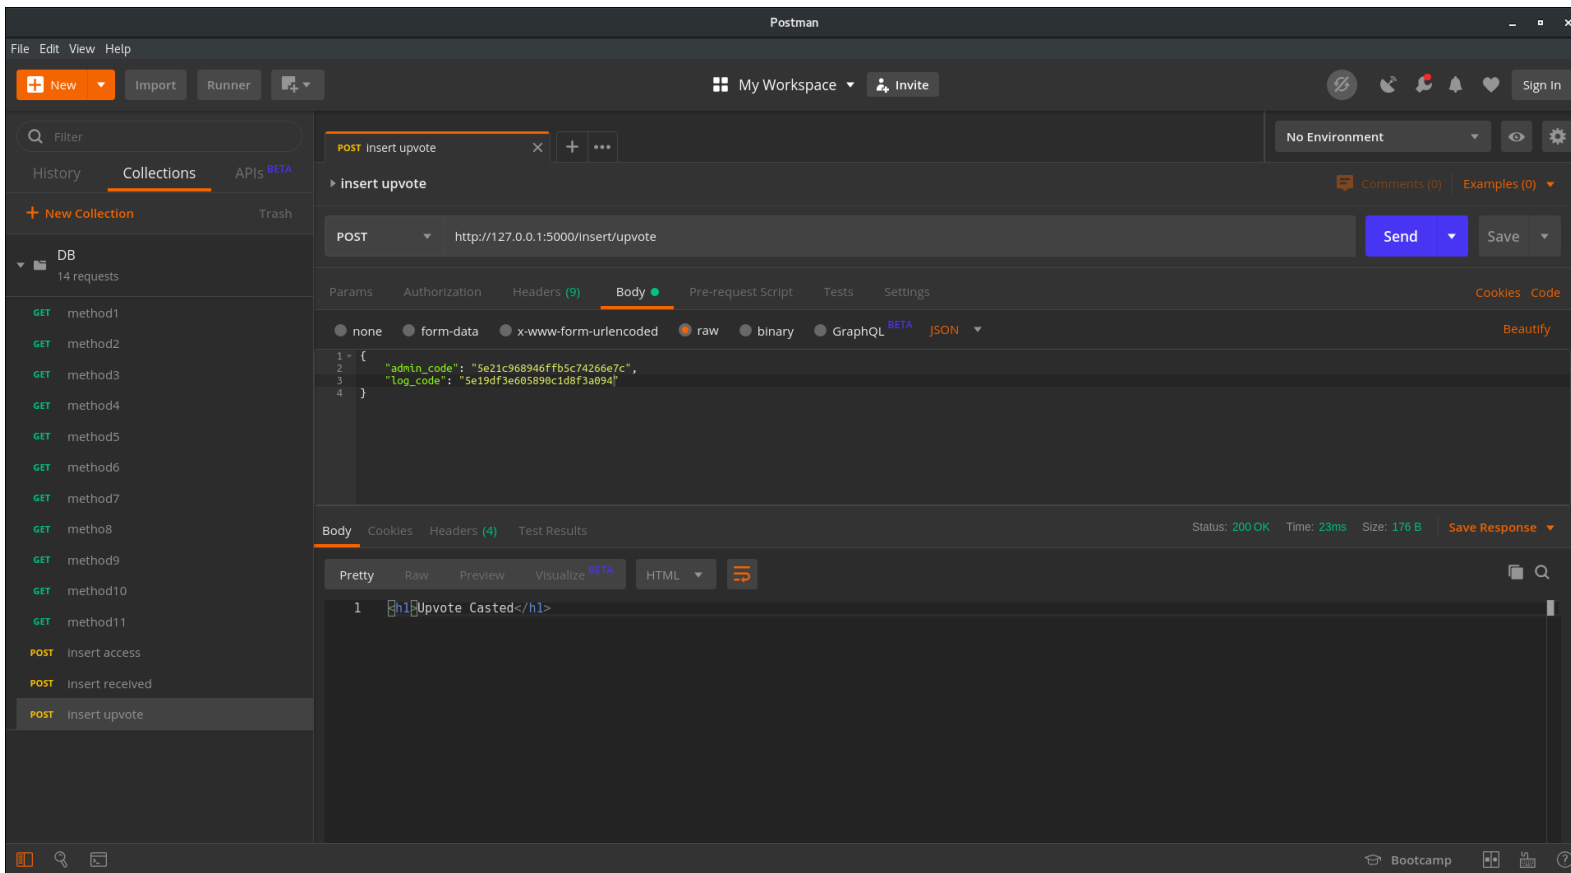 Postman
File Edit View Help
New Import Runner My Workspace Invite Sign In
Filter
History Collections APIs BETA
New Collection Trash
DB
14 requests
GET method1
GET method2
GET method3
GET method4
GET method5
GET method6
GET method7
GET metho8
GET method9
GET method10
GET method11
POST insert access
POST insert received
POST insert upvote
POST insert upvote
No Environment
insert upvote
Comments (0) Examples (0)
POST http://127.0.0.1:5000/insert/upvote Send Save
Params Authorization Headers (9) Body Pre-request Script Tests Settings Cookies Code
none form-data x-www-form-urlencoded raw binary GraphQL BETA JSON Beautify
1 {
2 "admin_code": "5e21c968946ffb5c74266e7c",
3 "log_code": "5e19df3e605890c1d8f3a094"
4 }
Body Cookies Headers (4) Test Results Status: 200 OK Time: 23ms Size: 176 B Save Response
Pretty Raw Preview Visualize BETA HTML
1 <h1>Upvote Casted</h1>
Bootcamp